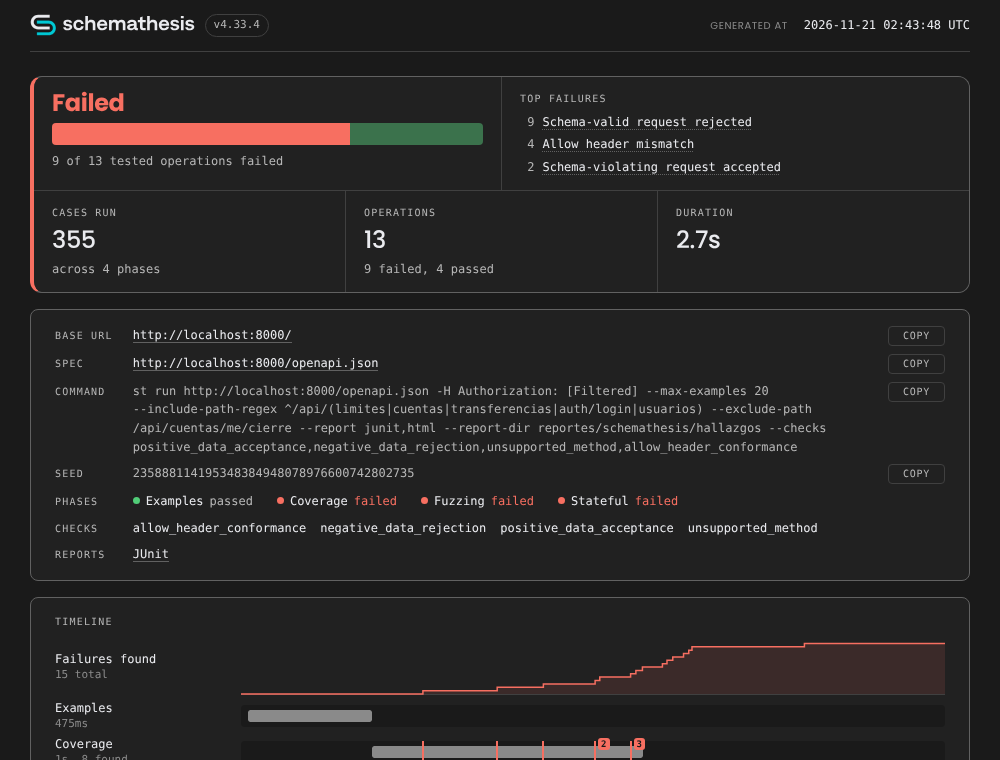 schemathesis v4.33.4 GENERATED AT 2026-11-21 02:43:48 UTC
Failed
9 of 13 tested operations failed
TOP FAILURES
9 Schema-valid request rejected
4 Allow header mismatch
2 Schema-violating request accepted
CASES RUN
355
across 4 phases
OPERATIONS
13
9 failed, 4 passed
DURATION
2.7s
BASE URL http://localhost:8000/ COPY
SPEC http://localhost:8000/openapi.json COPY
COMMAND st run http://localhost:8000/openapi.json -H Authorization: [Filtered] --max-examples 20 COPY
--include-path-regex ^/api/(limites|cuentas|transferencias|auth/login|usuarios) --exclude-path
/api/cuentas/me/cierre --report junit,html --report-dir reportes/schemathesis/hallazgos --checks
positive_data_acceptance,negative_data_rejection,unsupported_method,allow_header_conformance
SEED 235888114195348384948078976600742802735 COPY
PHASES Examples passed Coverage failed Fuzzing failed Stateful failed
CHECKS allow_header_conformance negative_data_rejection positive_data_acceptance unsupported_method
REPORTS JUnit
TIMELINE
Failures found
15 total
Examples
475ms
Coverage 2 3
1s, 8 found